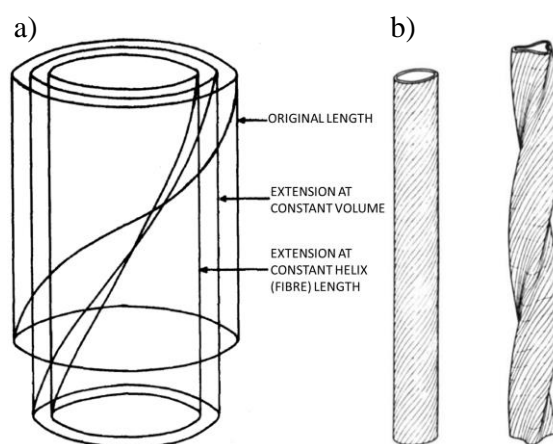 a)
b)
ORIGINAL LENGTH
EXTENSION AT
CONSTANT VOLUME
EXTENSION AT
CONSTANT HELIX
(FIBRE) LENGTH